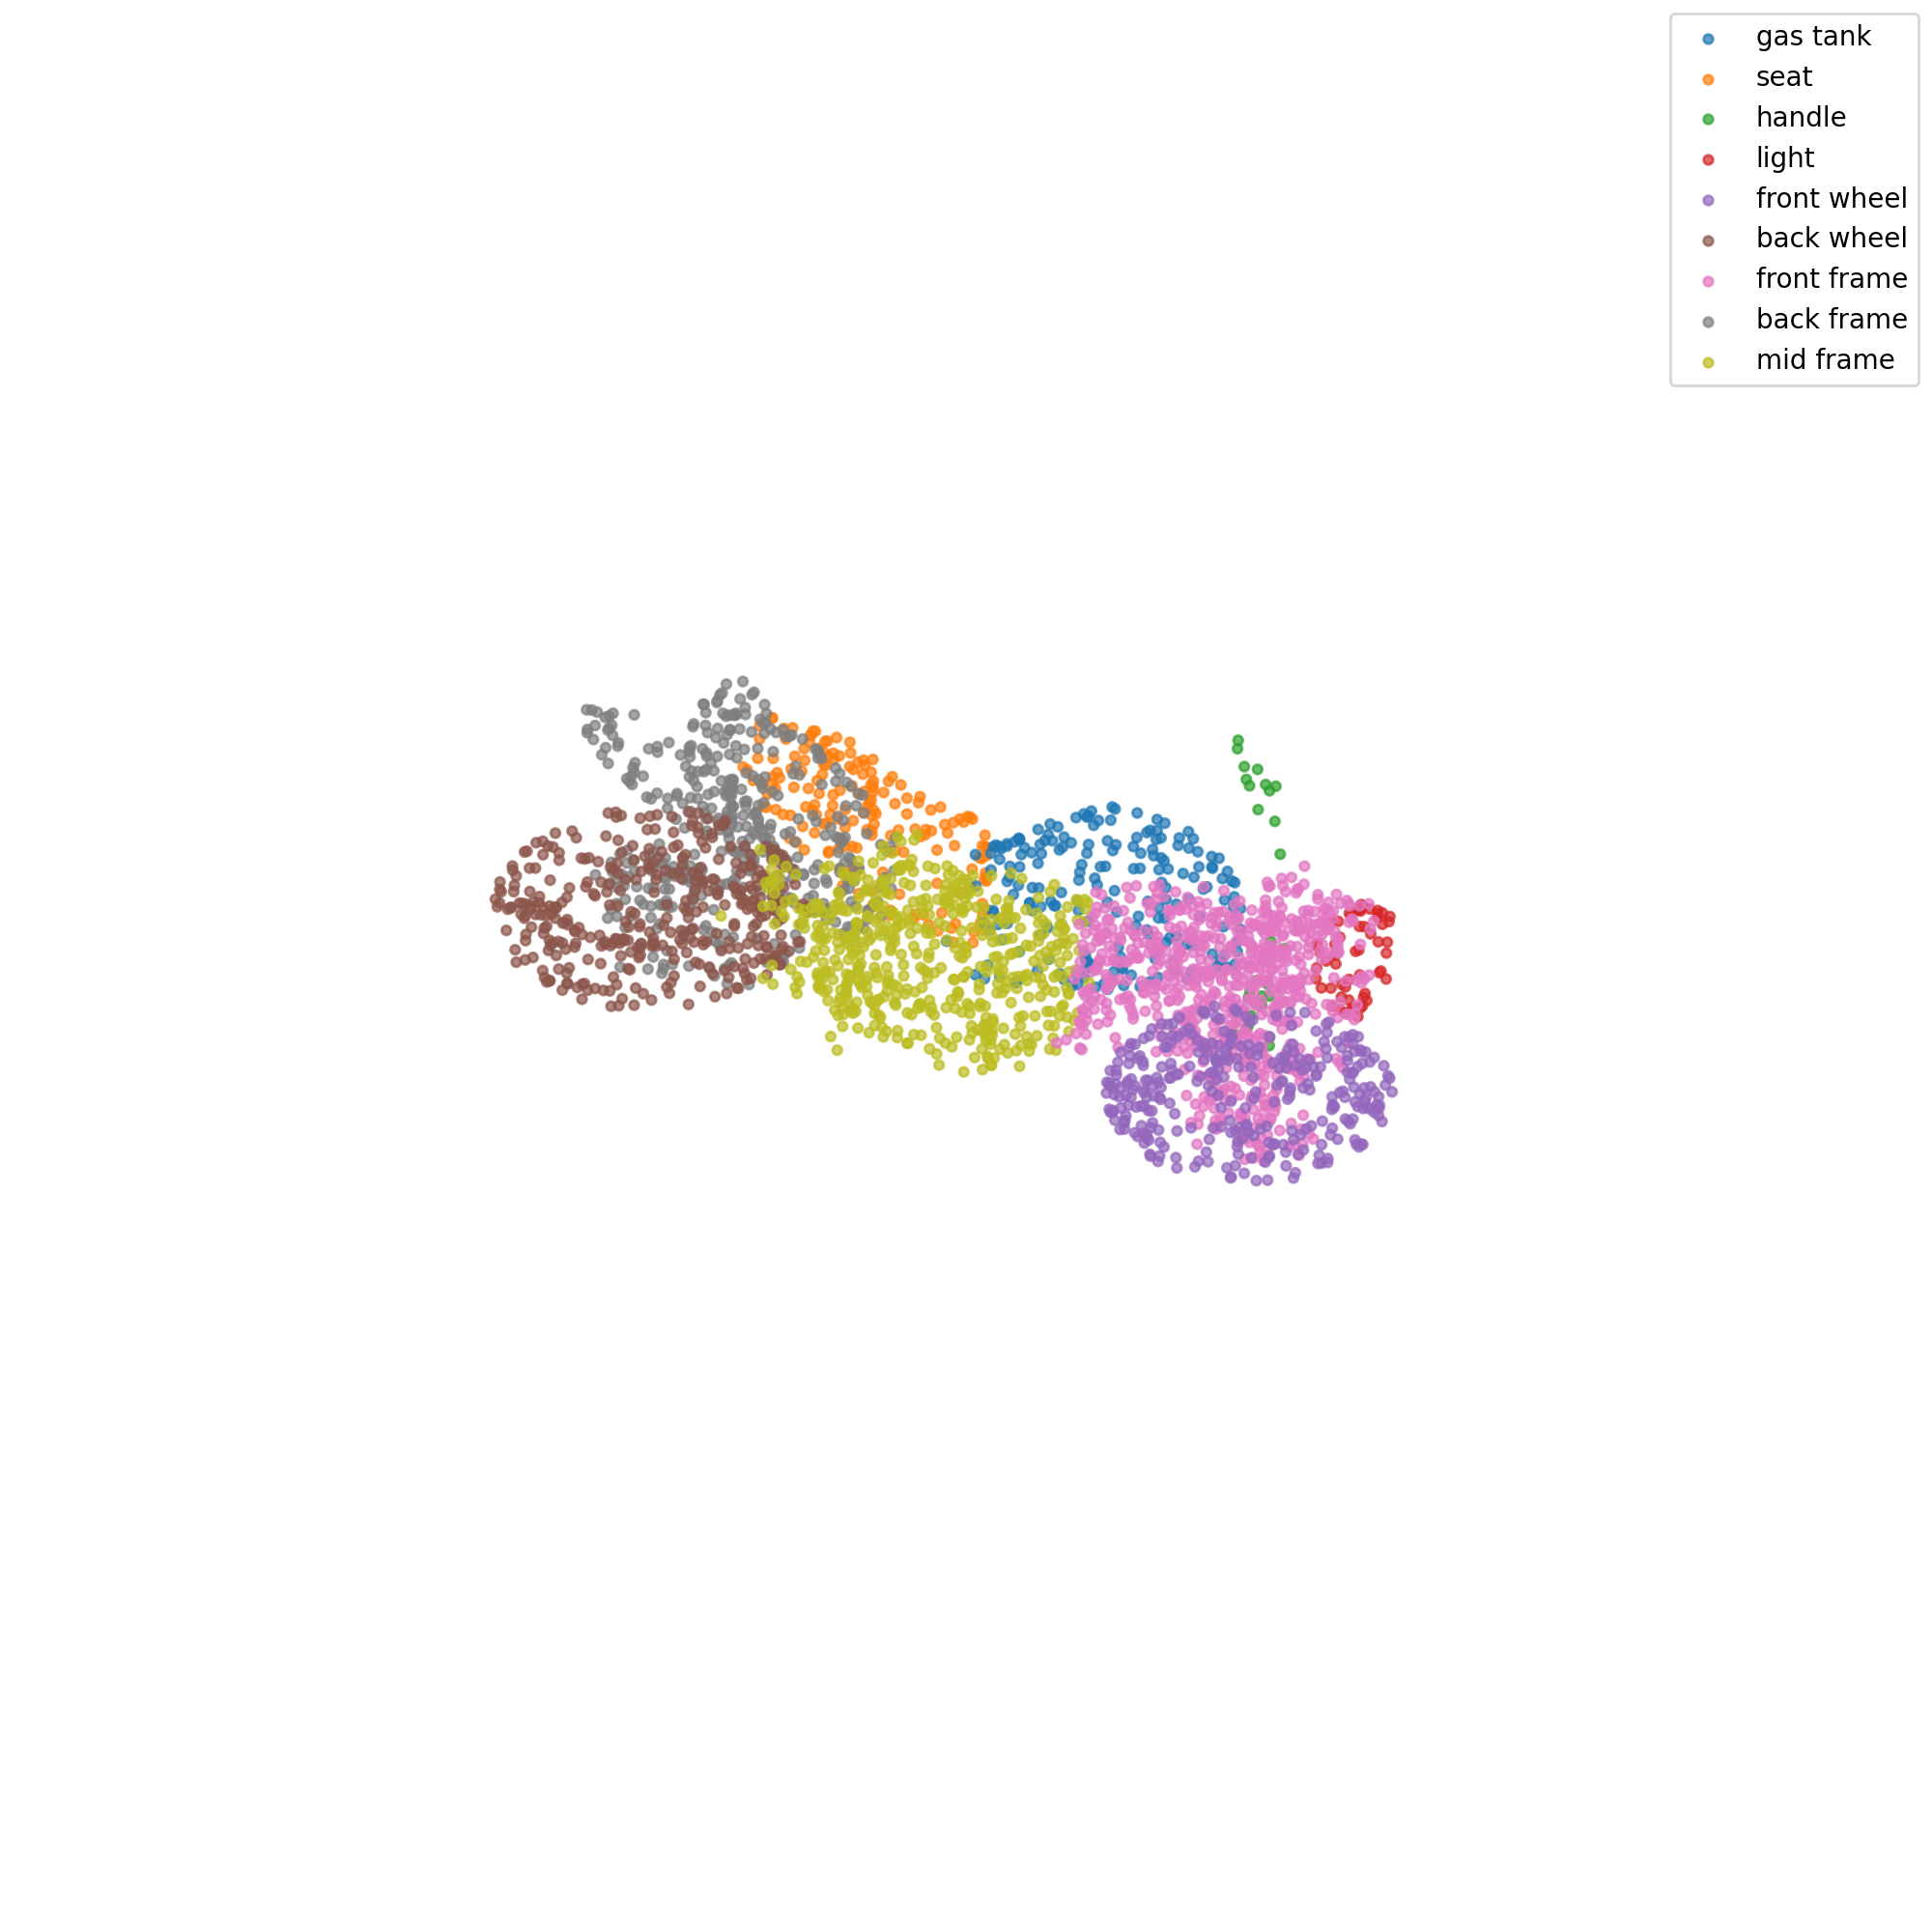 gas tank
seat
handle
light
front wheel
back wheel
front frame
back frame
mid frame